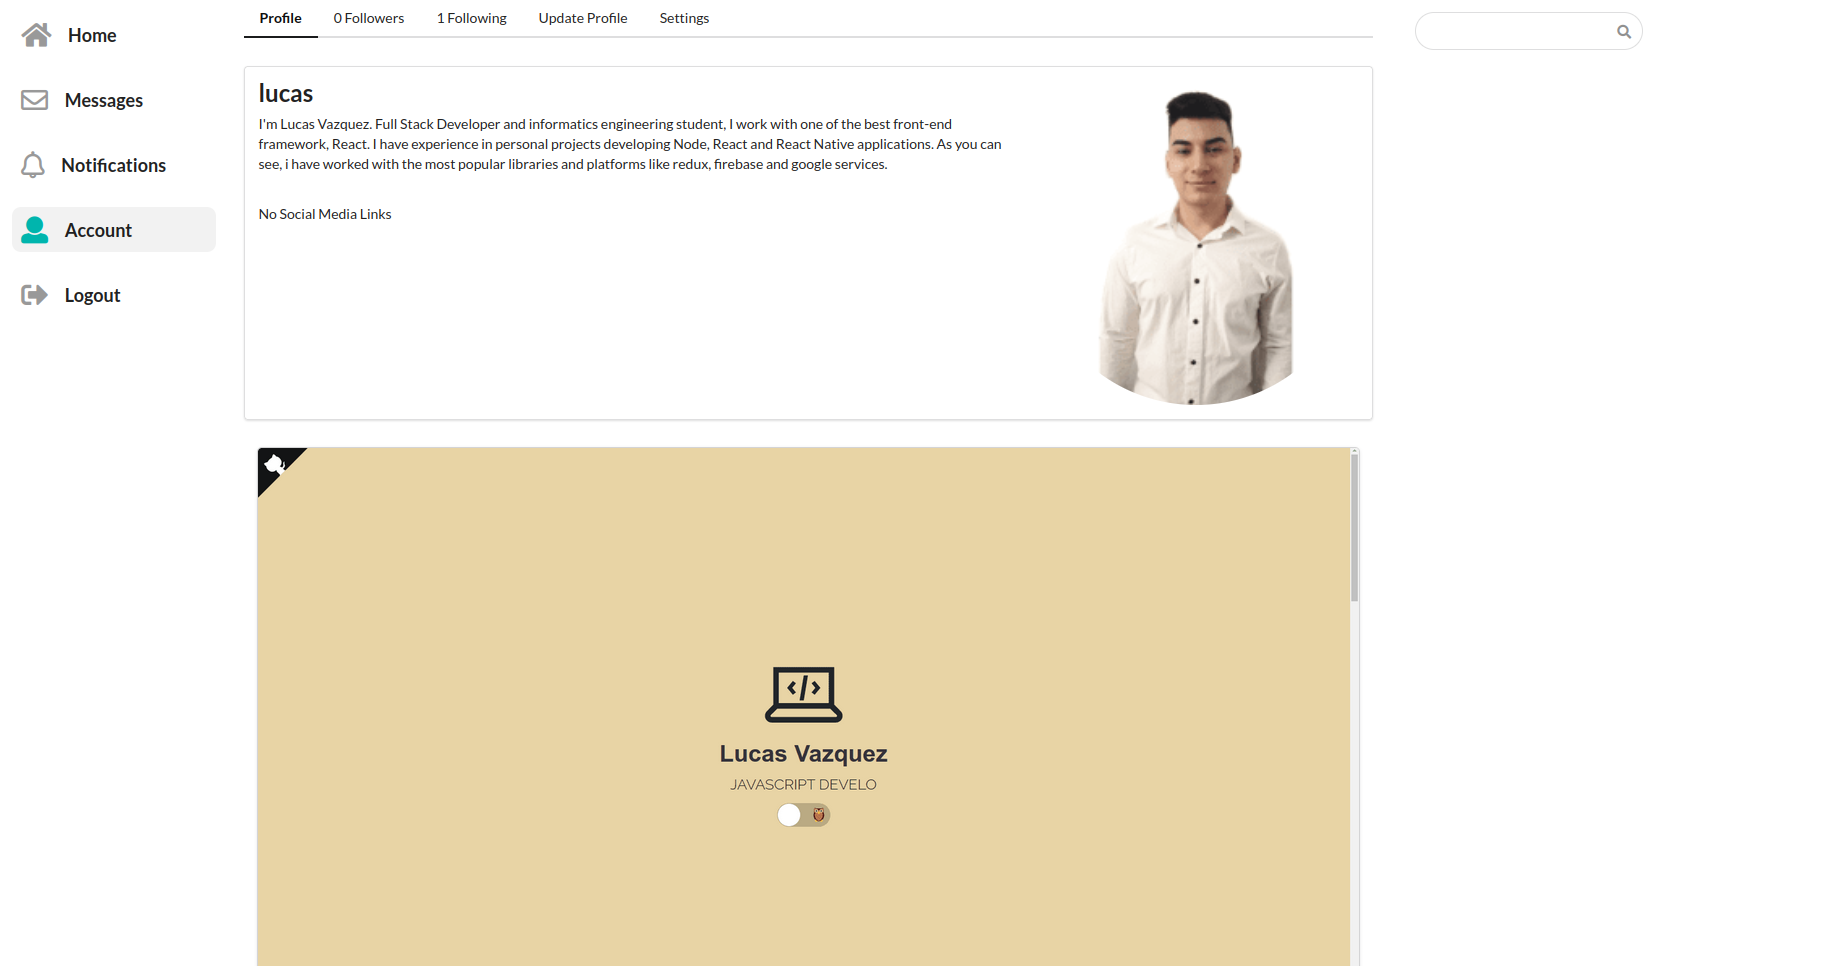 Home
Messages
Notifications
Account
Logout
Profile
0 Followers
1 Following
Update Profile
Settings
lucas
I'm Lucas Vazquez. Full Stack Developer and informatics engineering student, I work with one of the best front-end
framework, React. I have experience in personal projects developing Node, React and React Native applications. As you can
see, i have worked with the most popular libraries and platforms like redux, firebase and google services.
No Social Media Links
</>
Lucas Vazquez
JAVASCRIPT DEVELO